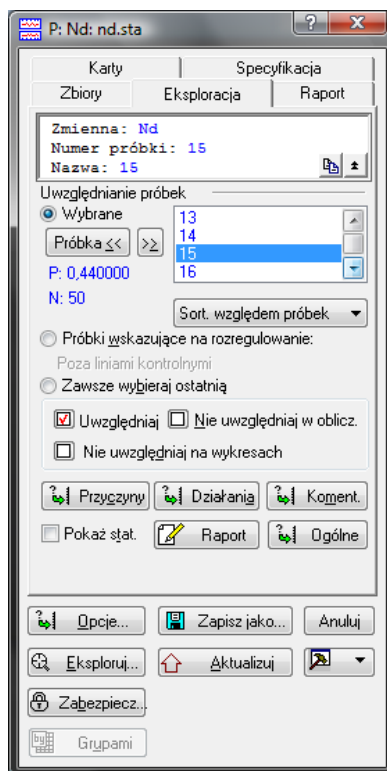 P: Nd: nd.sta
Karty Specyfikacja
Zbiory Eksploracja Raport
Zmienna: Nd
Numer próbki: 15
Nazwa: 15
Uwzględnianie próbek
Wybrane
Próbka << >>
13
14
15
16
P: 0,440000
N: 50
Sort. względem próbek
Próbki wskazujące na rozregulowanie:
Poza liniami kontrolnymi
Zawsze wybieraj ostatnią
Uwzględniaj Nie uwzględniaj w oblicz.
Nie uwzględniaj na wykresach
Przyczyny Działania Koment.
Pokaż stat. Raport Ogólne
Opcje... Zapisz jako... Anuluj
Eksploruj... Aktualizuj
Zabezpiecz...
Grupami